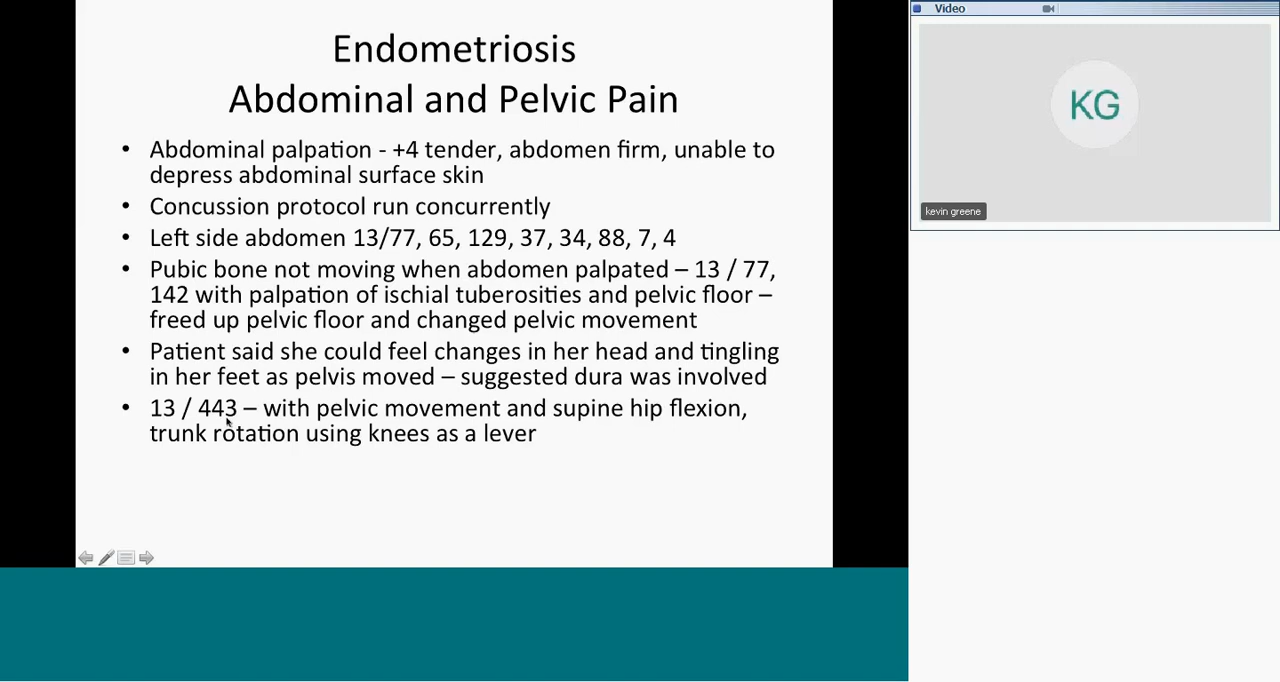 Endometriosis
Abdominal and Pelvic Pain
• Abdominal palpation - +4 tender, abdomen firm, unable to
depress abdominal surface skin
• Concussion protocol run concurrently
• Left side abdomen 13/77, 65, 129, 37, 34, 88, 7, 4
• Pubic bone not moving when abdomen palpated – 13 / 77,
142 with palpation of ischial tuberosities and pelvic floor –
freed up pelvic floor and changed pelvic movement
• Patient said she could feel changes in her head and tingling
in her feet as pelvis moved – suggested dura was involved
• 13 / 443 – with pelvic movement and supine hip flexion,
trunk rotation using knees as a lever
Video
KG
kevin greene